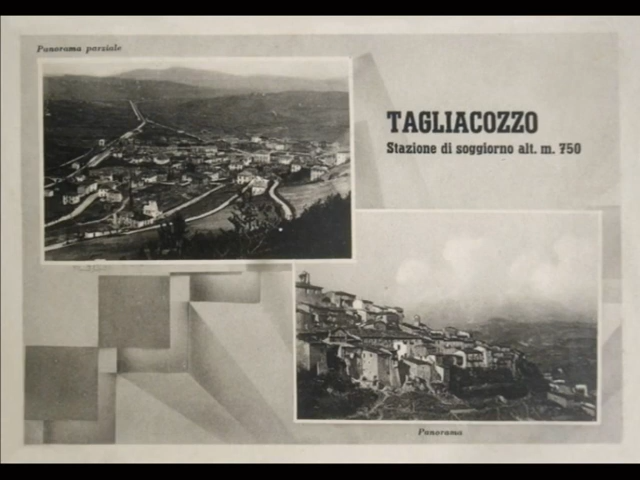 Panorama parziale
TAGLIACOZZO
Stazione di soggiorno alt. m. 750
Panorama